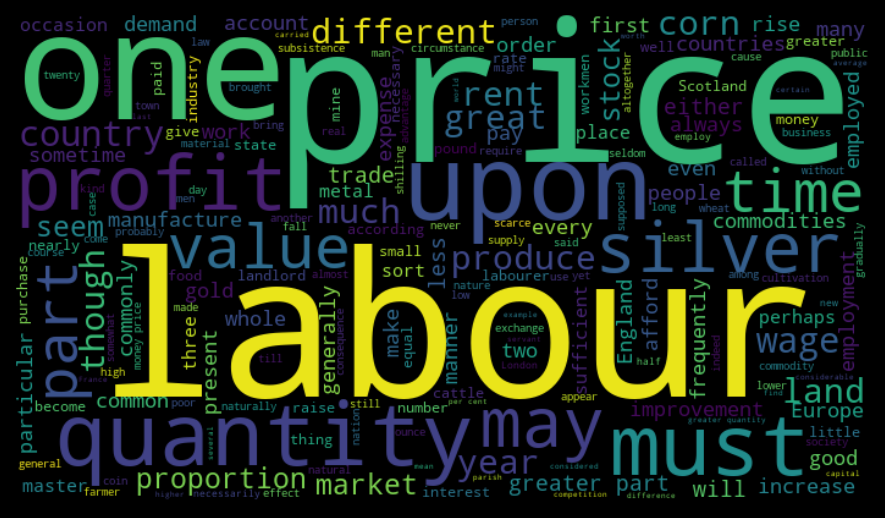 occasion
demand
account
different
carried
person
law
subsistence
man
circumstance
first
corn
rise
many
worth
average
one
price
twenty
quarter
town
last
paid
brought
industry
expense
necessary
order
rate
might
well
countries
greater
cause
public
altogether
workmen
stock
Scotland
certain
employed
country
give
work
mine
real
advantage
rent
great
place
either
always
money
business
sometime
material
state
bring
shilling
pound
require
pay
world
employ
seldom
without
profit
trade
upon
even
called
time
kind
day
men
metal
people
another
never
scarce
supposed
long
wheat
commodities
seem
case
manufacture
much
according
every
nearly
come
probably
fall
supply
said
least
gradually
course
value
small
produce
silver
part
though
commonly
food
landlord
almost
sort
less
labourer
use
yet
among
cultivation
purchase
somewhat
money price
made
gold
nature
low
England
afford
new
perhaps
labour
whole
consequence
generally
make
equal
manner
example
exchange
servant
two
London
sufficient
half
frequently
indeed
wage
commodity
employment
three
till
high
France
present
naturally
cattle
appear
lower
find
considerable
land
Europe
particular
become
common
poor
raise
still
number
per cent
improvement
greater quantity
little
quantity
may
must
several
thing
nation
ounce
year
mean
considered
society
good
general
master
farmer
coin
higher
proportion
necessarily
natural
effect
market
interest
parish
greater
competition
part
difference
will
capital
increase